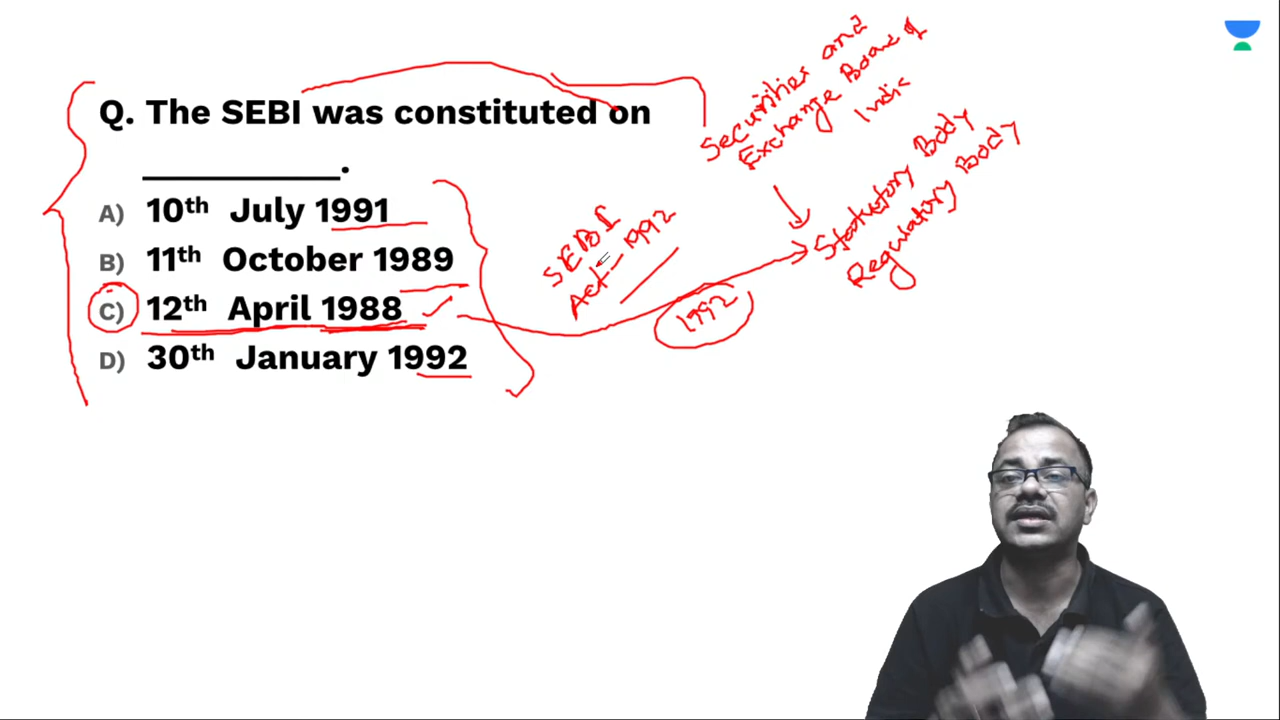 Q. The SEBI was constituted on
___________.
A) 10th July 1991
B) 11th October 1989
C) 12th April 1988
D) 30th January 1992
Securities and
Exchange Board of
India
Statutory Body
Regulatory Body
SEBI
Act-1992
1992